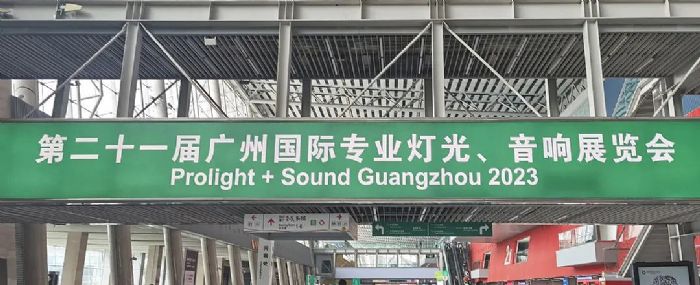 第二十一届广州国际专业灯光、音响展览会
Prolight + Sound Guangzhou 2023